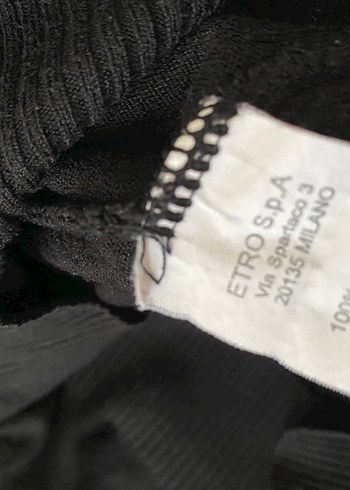 ETRO S.p.A
Via Spartaco 3
20135 MILANO
100%